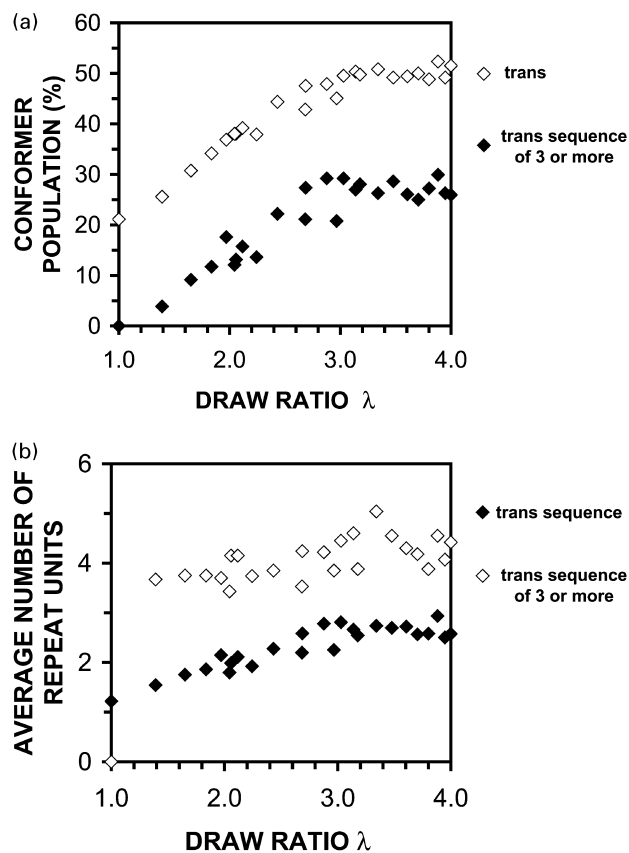 (a)
60
50
40
30
20
10
0
CONFORMER
POPULATION (%)
1.0 2.0 3.0 4.0
DRAW RATIO λ
trans
trans sequence
of 3 or more
(b)
6
4
2
0
AVERAGE NUMBER OF
REPEAT UNITS
1.0 2.0 3.0 4.0
DRAW RATIO λ
trans sequence
trans sequence
of 3 or more